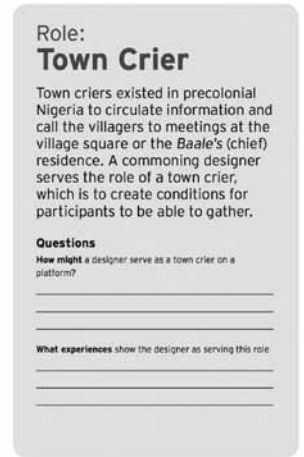 Role:
Town Crier
Town criers existed in precolonial
Nigeria to circulate information and
call the villagers to meetings at the
village square or the Baale's (chief)
residence. A commoning designer
serves the role of a town crier,
which is to create conditions for
participants to be able to gather.
Questions
How might a designer serve as a town crier on a
platform?
What experiences show the designer as serving this role